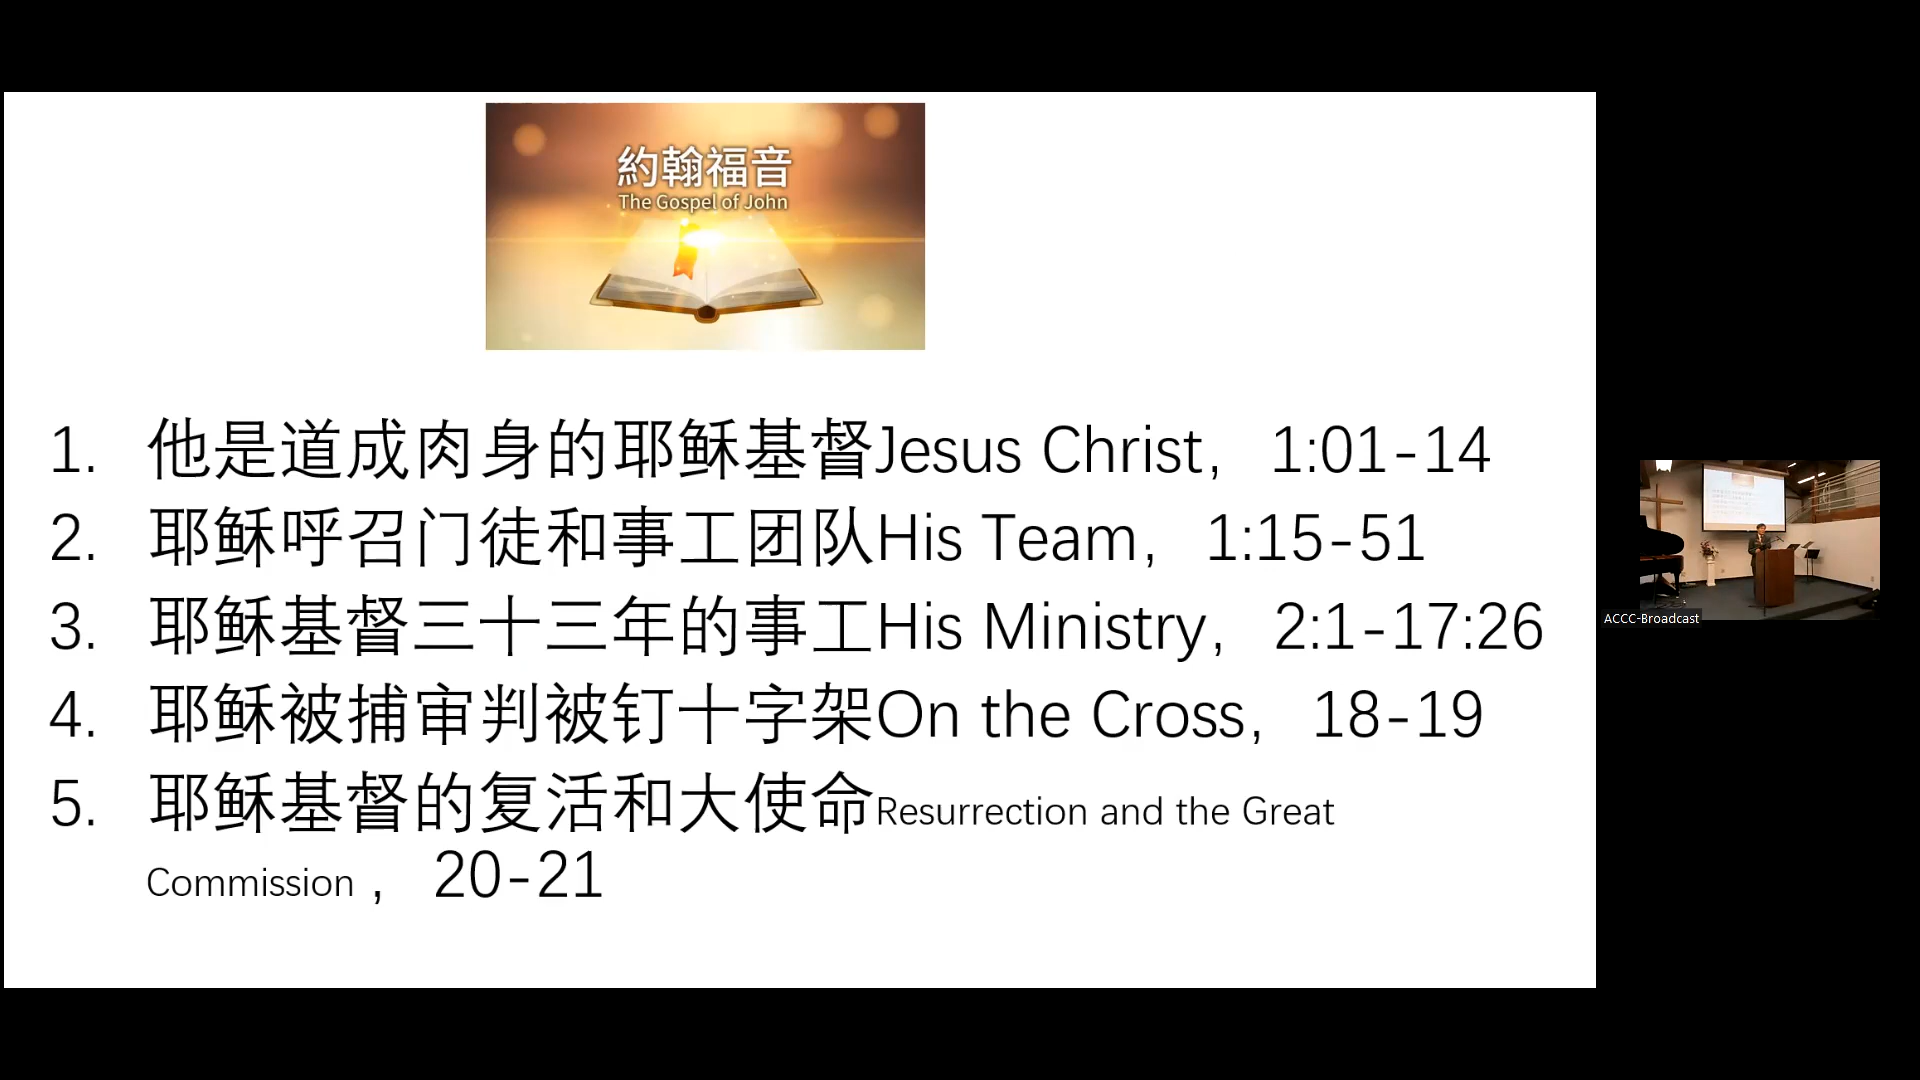 約翰福音
The Gospel of John
1. 他是道成肉身的耶稣基督Jesus Christ，1:01-14
2. 耶稣呼召门徒和事工团队His Team，1:15-51
3. 耶稣基督三十三年的事工His Ministry，2:1-17:26
4. 耶稣被捕审判被钉十字架On the Cross，18-19
5. 耶稣基督的复活和大使命Resurrection and the Great
Commission ，20-21
ACCC-Broadcast